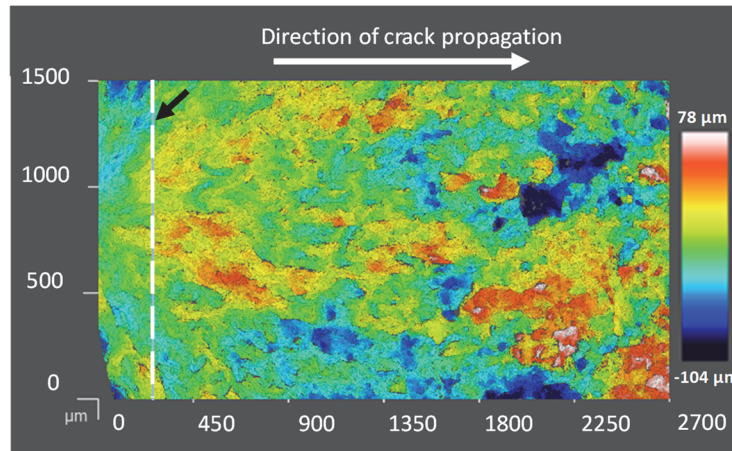 Direction of crack propagation
1500
1000
500
0
µm
0 450 900 1350 1800 2250 2700
78 µm
-104 µm